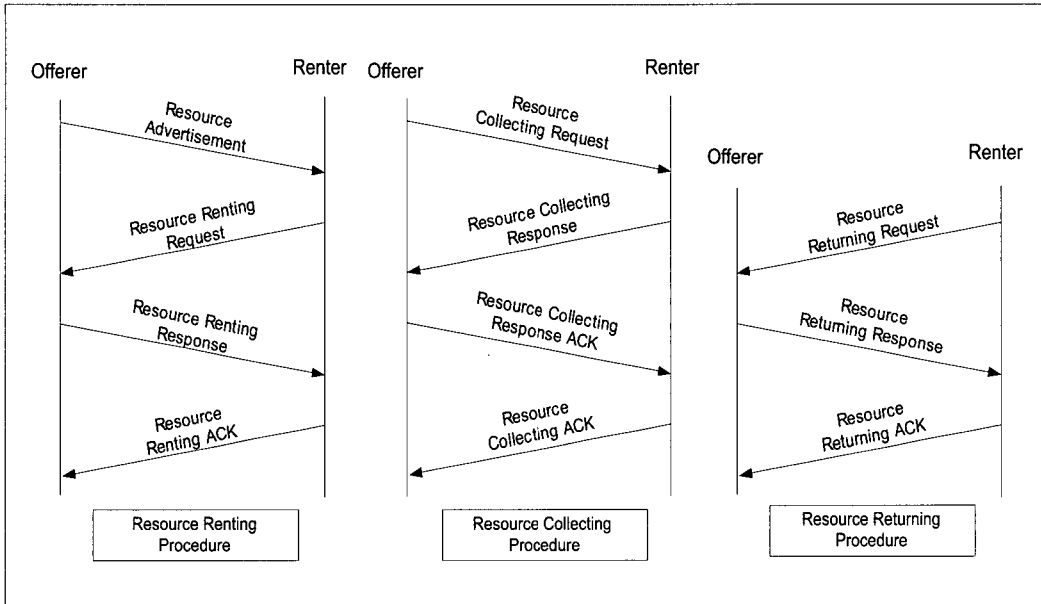 Offerer
Renter
Resource
Advertisement
Resource Renting
Request
Resource Renting
Response
Resource
Renting ACK
Resource Renting
Procedure
Offerer
Renter
Resource
Collecting Request
Resource Collecting
Response
Resource Collecting
Response ACK
Resource
Collecting ACK
Resource Collecting
Procedure
Offerer
Renter
Resource
Returning Request
Resource
Returning Response
Resource
Returning ACK
Resource Returning
Procedure